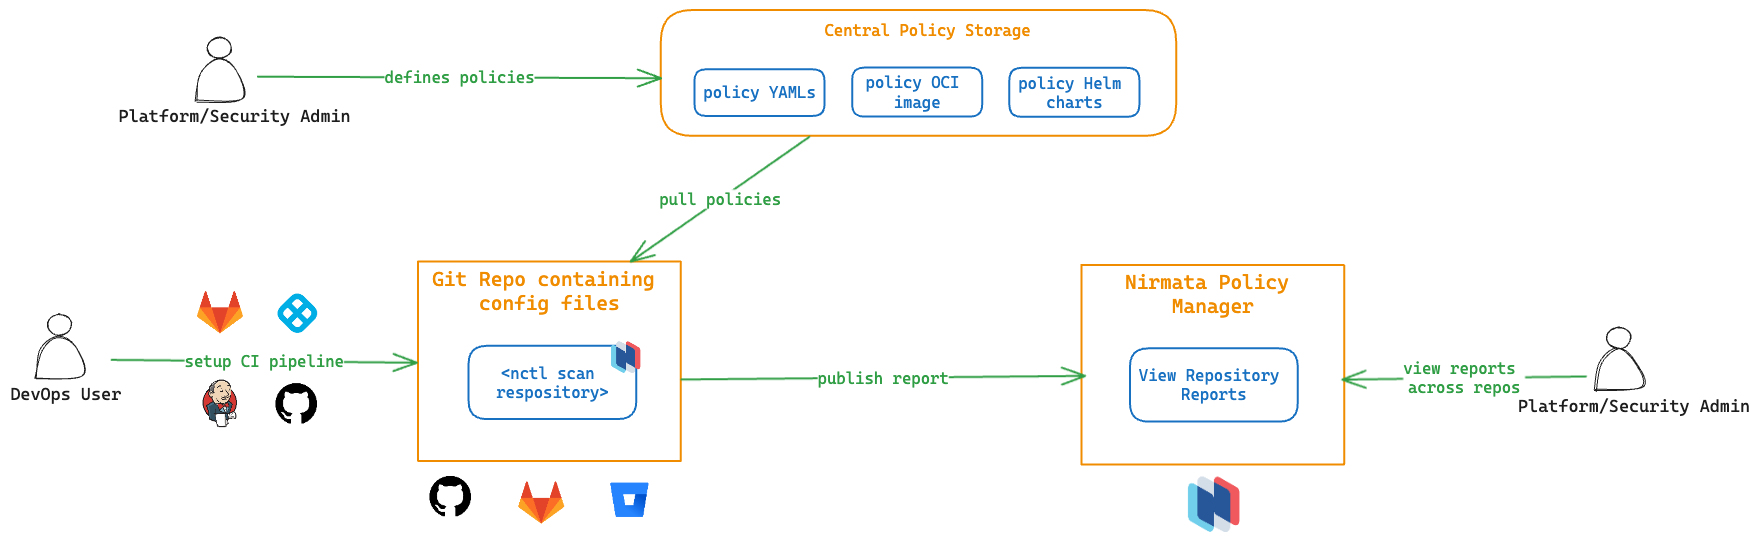 Central Policy Storage
policy YAMLs
policy OCI
image
policy Helm
charts
defines policies
Platform/Security Admin
pull policies
Git Repo containing
config files
<nctl scan
respository>
setup CI pipeline
DevOps User
publish report
Nirmata Policy
Manager
View Repository
Reports
view reports
across repos
Platform/Security Admin